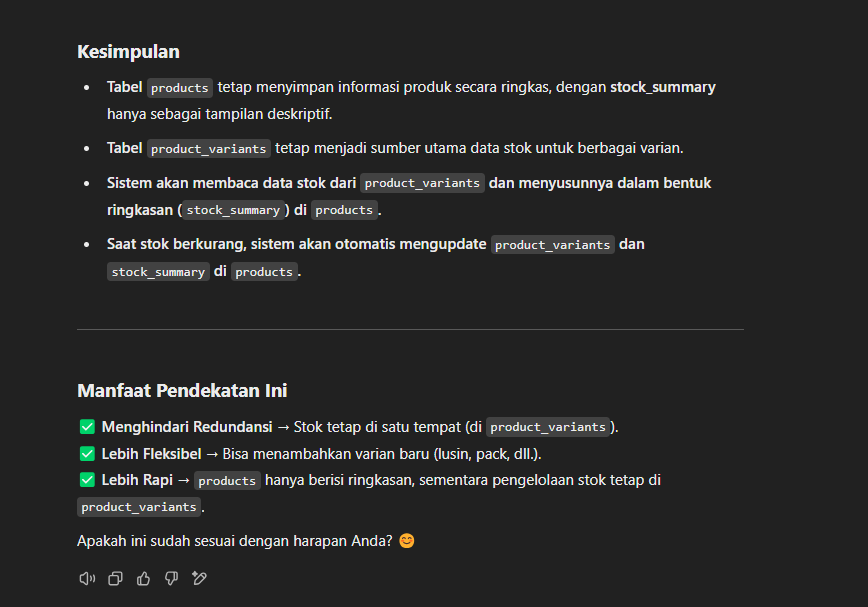 Kesimpulan
• Tabel products tetap menyimpan informasi produk secara ringkas, dengan stock_summary
hanya sebagai tampilan deskriptif.
• Tabel product_variants tetap menjadi sumber utama data stok untuk berbagai varian.
• Sistem akan membaca data stok dari product_variants dan menyusunnya dalam bentuk
ringkasan ( stock_summary ) di products .
• Saat stok berkurang, sistem akan otomatis mengupdate product_variants dan
stock_summary di products .
Manfaat Pendekatan Ini
✅ Menghindari Redundansi → Stok tetap di satu tempat (di product_variants ).
✅ Lebih Fleksibel → Bisa menambahkan varian baru (lusin, pack, dll.).
✅ Lebih Rapi → products hanya berisi ringkasan, sementara pengelolaan stok tetap di
product_variants .
Apakah ini sudah sesuai dengan harapan Anda? 😊